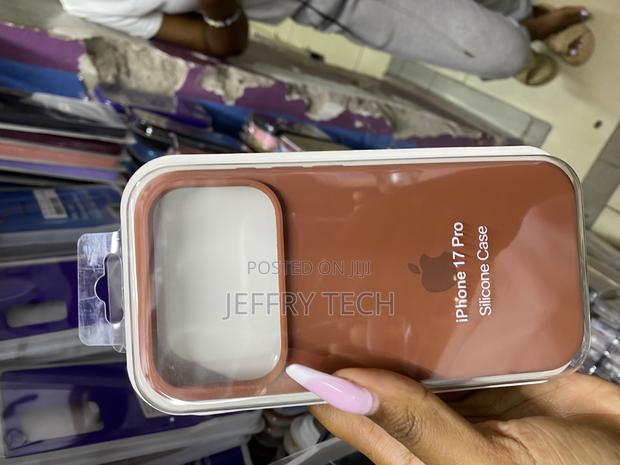 POSTED ON JIJI
JEFFRY TECH
iPhone 17 Pro
Silicone Case